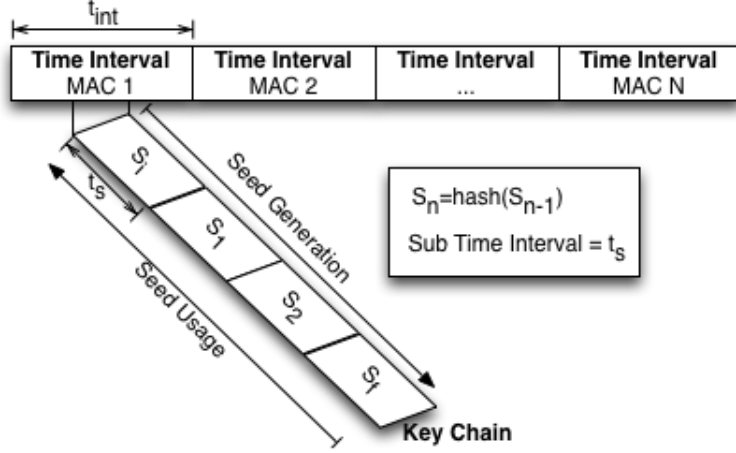 t_int
Time Interval Time Interval Time Interval Time Interval
MAC 1 MAC 2 ... MAC N
S_i
t_s
Seed Generation
S_1
S_n=hash(S_n-1)
Sub Time Interval = t_s
Seed Usage
S_2
S_f
Key Chain